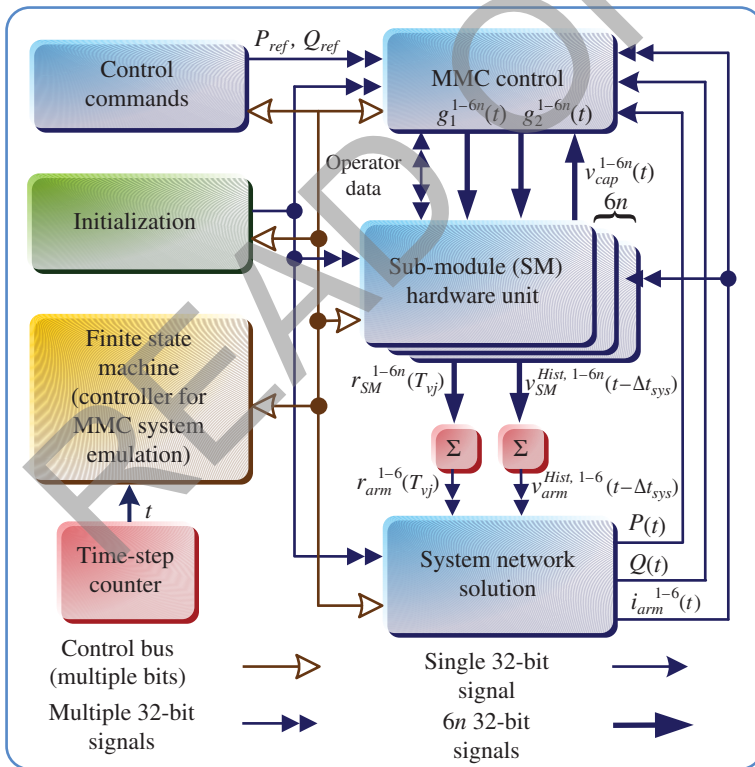 P_ref, Q_ref
Control
commands
MMC control
g_1^{1–6n}(t) g_2^{1–6n}(t)
Operator
data
v_cap^{1–6n}(t)
6n
Initialization
Sub-module (SM)
hardware unit
Finite state
machine
(controller for
MMC system
emulation)
r_SM^{1–6n}(T_vj)
v_SM^{Hist, 1–6n}(t–Δt_sys)
Σ Σ
r_arm^{1–6}(T_vj)
v_arm^{Hist, 1–6}(t–Δt_sys)
t
Time-step
counter
System network
solution
P(t)
Q(t)
i_arm^{1–6}(t)
Control bus
(multiple bits)
Single 32-bit
signal
Multiple 32-bit
signals
6n 32-bit
signals